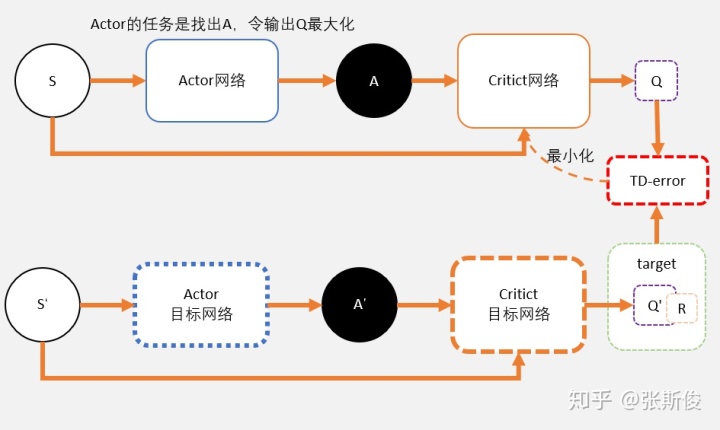 Actor的任务是找出A，令输出Q最大化
S
Actor网络
A
Critict网络
Q
最小化
TD-error
S‘
Actor
目标网络
A’
Critict
目标网络
target
Q'
R
知乎 @张斯俊